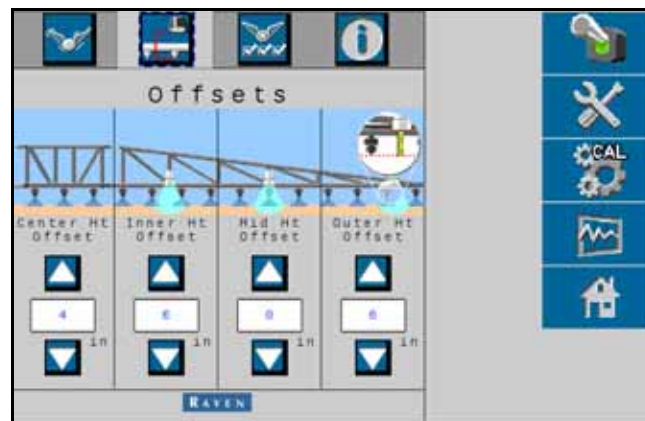 Offsets
Center Ht Offset
Inner Ht Offset
Mid Ht Offset
Outer Ht Offset
4
6
in
in
in
in
RAVEN
CAL